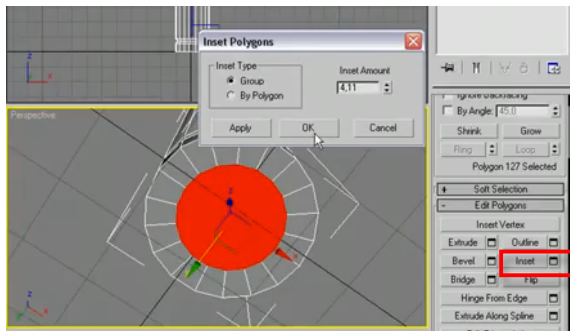 Inset Polygons
Inset Type
Group
By Polygon
Inset Amount
4,11
Apply
OK
Cancel
Perspective
z
x
z
x
z
Ignore Backfacing
By Angle: 45.0
Shrink
Grow
Ring
Loop
Polygon 127 Selected
+ Soft Selection
- Edit Polygons
Insert Vertex
Extrude
Outline
Bevel
Inset
Bridge
Flip
Hinge From Edge
Extrude Along Spline